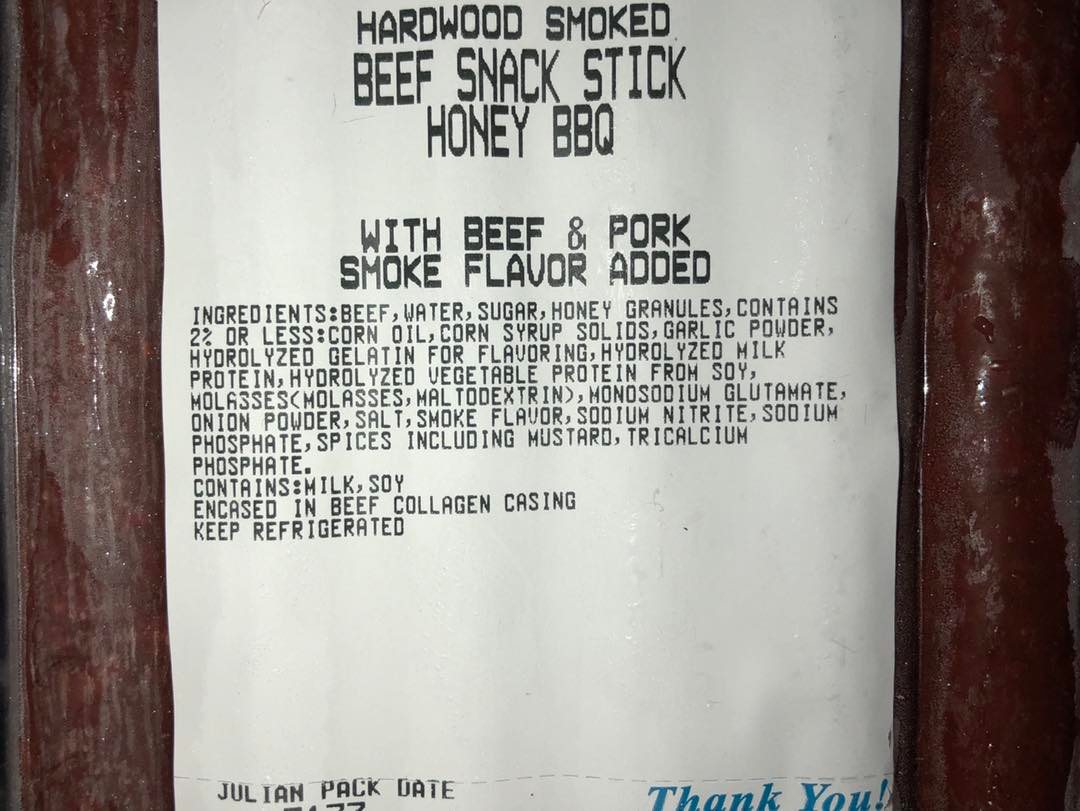 HARDWOOD SMOKED
BEEF SNACK STICK
HONEY BBQ
WITH BEEF & PORK
SMOKE FLAVOR ADDED
INGREDIENTS:BEEF,WATER,SUGAR,HONEY GRANULES,CONTAINS
2% OR LESS:CORN OIL,CORN SYRUP SOLIDS,GARLIC POWDER,
HYDROLYZED GELATIN FOR FLAVORING,HYDROLYZED MILK
PROTEIN,HYDROLYZED VEGETABLE PROTEIN FROM SOY,
MOLASSES(MOLASSES,MALTODEXTRIN),MONOSODIUM GLUTAMATE,
ONION POWDER,SALT,SMOKE FLAVOR,SODIUM NITRITE,SODIUM
PHOSPHATE,SPICES INCLUDING MUSTARD,TRICALCIUM
PHOSPHATE.
CONTAINS:MILK,SOY
ENCASED IN BEEF COLLAGEN CASING
KEEP REFRIGERATED
JULIAN PACK DATE
Thank You!